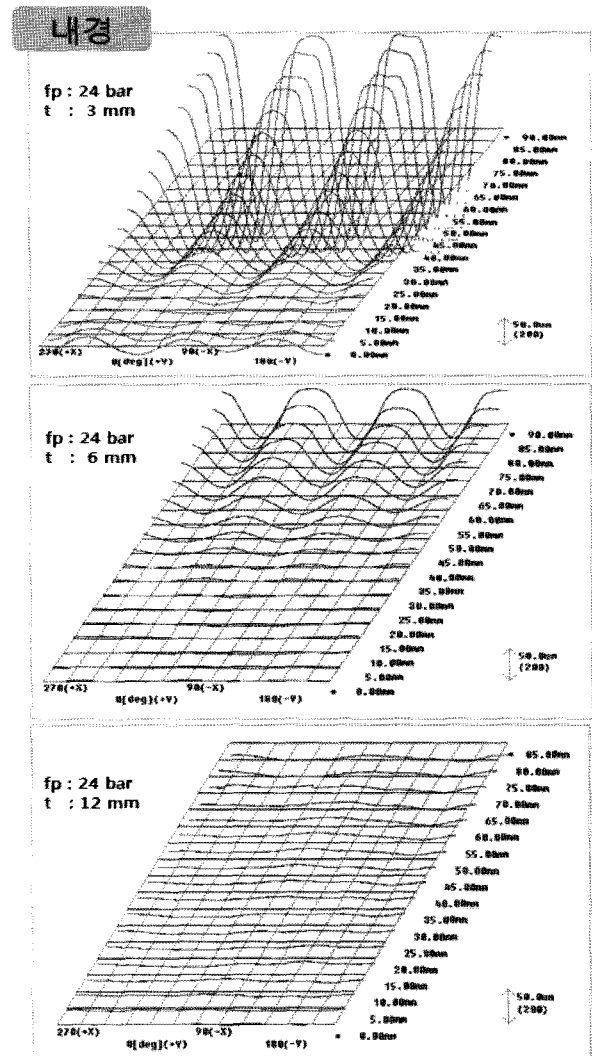 내경
fp : 24 bar
t : 3 mm
90.00mm
85.00mm
80.00mm
75.00mm
70.00mm
65.00mm
60.00mm
55.00mm
50.00mm
45.00mm
40.00mm
35.00mm
30.00mm
25.00mm
20.00mm
15.00mm
10.00mm
5.00mm
0.00mm
50.0um
(200)
270(+X)
0[deg](+Y)
90(-X)
180(-Y)
fp : 24 bar
t : 6 mm
90.00mm
85.00mm
80.00mm
75.00mm
70.00mm
65.00mm
60.00mm
55.00mm
50.00mm
45.00mm
40.00mm
35.00mm
30.00mm
25.00mm
20.00mm
15.00mm
10.00mm
5.00mm
0.00mm
50.0um
(200)
270(+X)
0[deg](+Y)
90(-X)
180(-Y)
fp : 24 bar
t : 12 mm
85.00mm
80.00mm
75.00mm
70.00mm
65.00mm
60.00mm
55.00mm
50.00mm
45.00mm
40.00mm
35.00mm
30.00mm
25.00mm
20.00mm
15.00mm
10.00mm
5.00mm
0.00mm
50.0um
(200)
270(+X)
0[deg](+Y)
90(-X)
180(-Y)